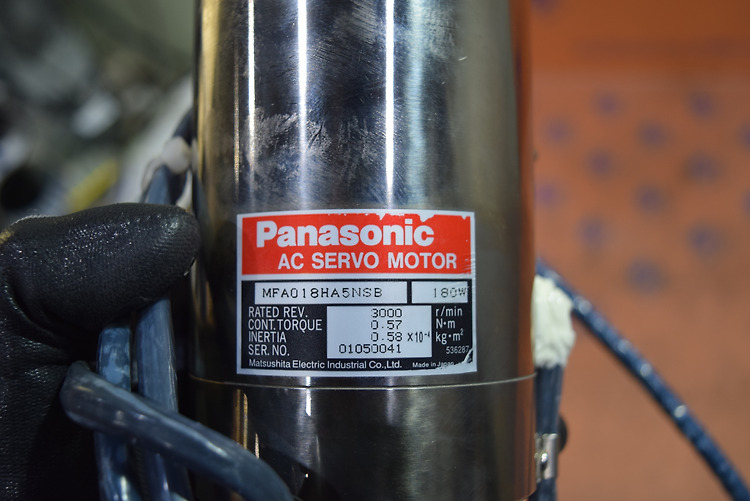 Panasonic
AC SERVO MOTOR
MFA018HA5NSB 180W
RATED REV. 3000 r/min
CONT.TORQUE 0.57 N·m
INERTIA 0.58 ×10⁻⁴ kg·m²
SER.NO. 01050041 536287
Matsushita Electric Industrial Co.,Ltd. Made in Japan